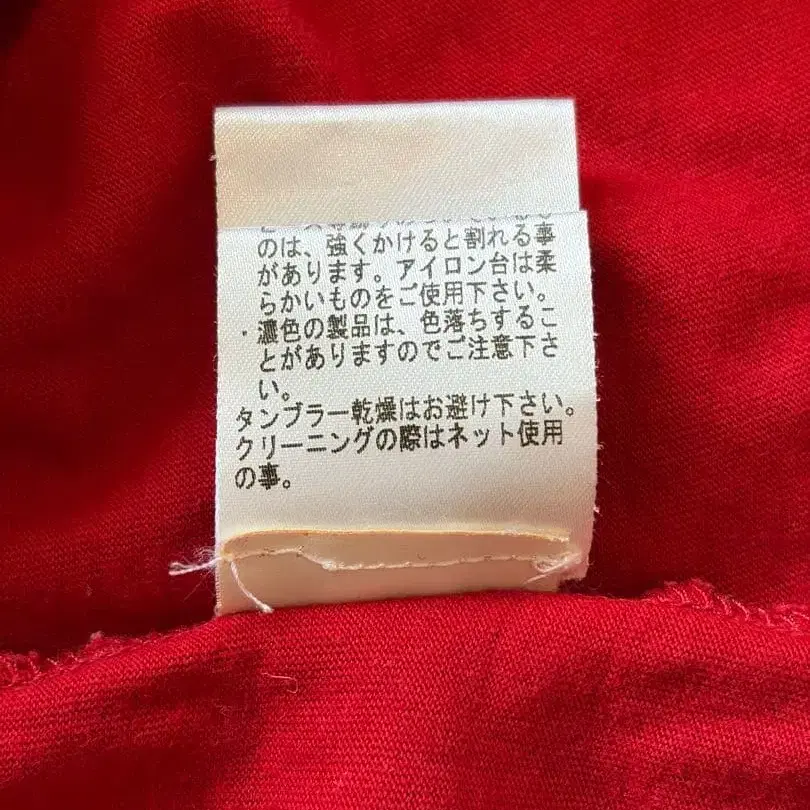 のは、強くかけると割れる事
があります。アイロン台は柔
らかいものをご使用下さい。
・濃色の製品は、色落ちするこ
とがありますのでご注意下さ
い。
タンブラー乾燥はお避け下さい。
クリーニングの際はネット使用
の事。